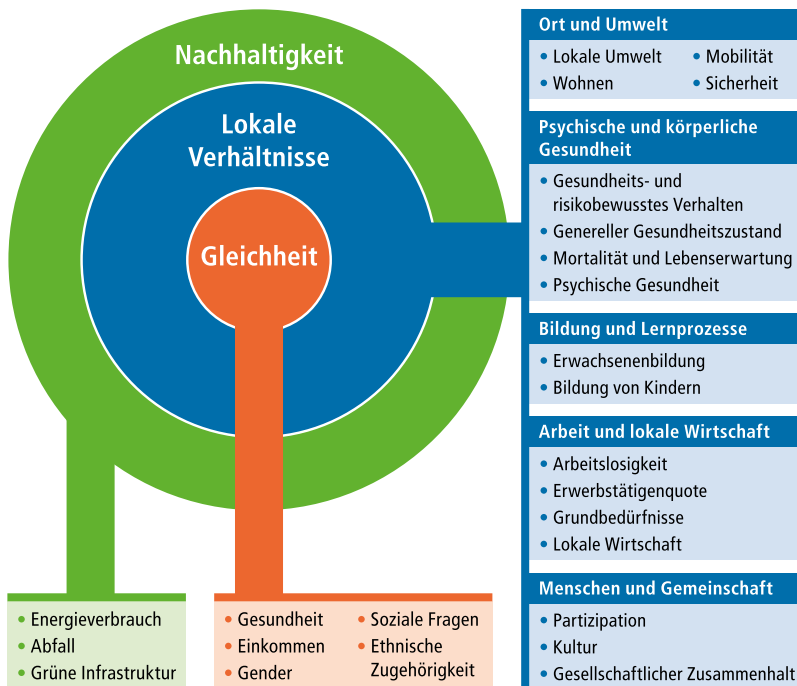 Nachhaltigkeit
Lokale
Verhältnisse
Gleichheit
Ort und Umwelt
• Lokale Umwelt
• Wohnen
• Mobilität
• Sicherheit
Psychische und körperliche
Gesundheit
• Gesundheits- und
risikobewusstes Verhalten
• Genereller Gesundheitszustand
• Mortalität und Lebenserwartung
• Psychische Gesundheit
Bildung und Lernprozesse
• Erwachsenenbildung
• Bildung von Kindern
Arbeit und lokale Wirtschaft
• Arbeitslosigkeit
• Erwerbstätigenquote
• Grundbedürfnisse
• Lokale Wirtschaft
Menschen und Gemeinschaft
• Partizipation
• Kultur
• Gesellschaftlicher Zusammenhalt
• Energieverbrauch
• Abfall
• Grüne Infrastruktur
• Gesundheit
• Einkommen
• Gender
• Soziale Fragen
• Ethnische
Zugehörigkeit